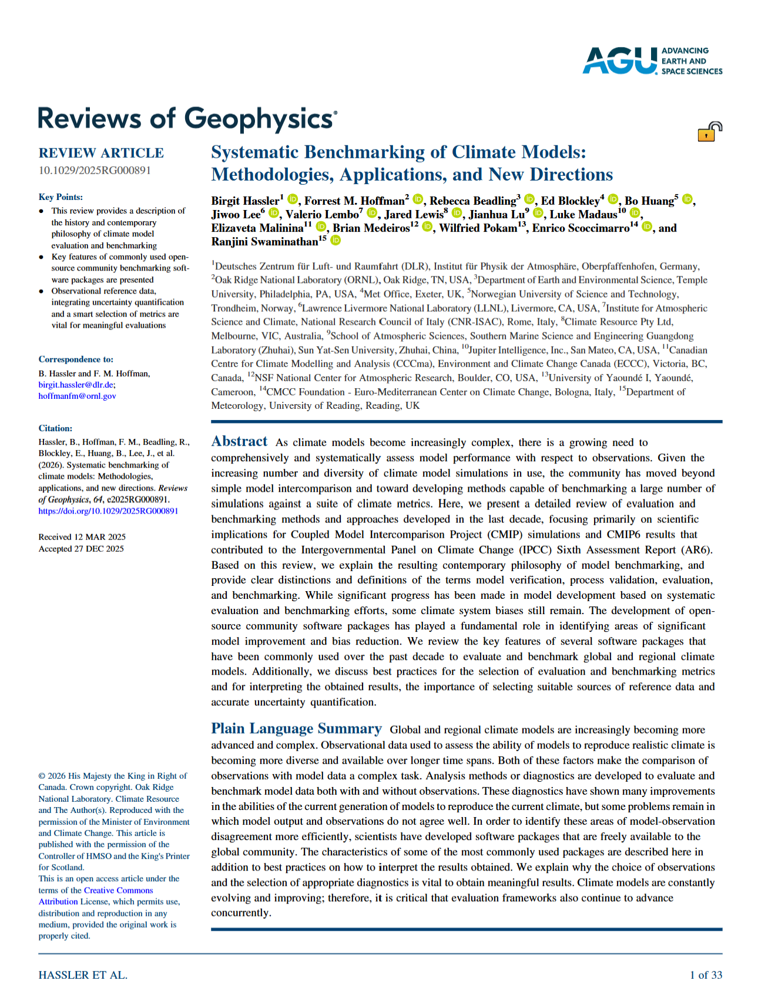 AGU ADVANCING
EARTH AND
SPACE SCIENCES
Reviews of Geophysics®
REVIEW ARTICLE
10.1029/2025RG000891
Key Points:
• This review provides a description of
the history and contemporary
philosophy of climate model
evaluation and benchmarking
• Key features of commonly used open-
source community benchmarking soft-
ware packages are presented
• Observational reference data,
integrating uncertainty quantification
and a smart selection of metrics are
vital for meaningful evaluations
Correspondence to:
B. Hassler and F. M. Hoffman,
birgit.hassler@dlr.de;
hoffmanfm@ornl.gov
Citation:
Hassler, B., Hoffman, F. M., Beadling, R.,
Blockley, E., Huang, B., Lee, J., et al.
(2026). Systematic benchmarking of
climate models: Methodologies,
applications, and new directions. Reviews
of Geophysics, 64, e2025RG000891.
https://doi.org/10.1029/2025RG000891
Received 12 MAR 2025
Accepted 27 DEC 2025
© 2026 His Majesty the King in Right of
Canada. Crown copyright. Oak Ridge
National Laboratory. Climate Resource
and The Author(s). Reproduced with the
permission of the Minister of Environment
and Climate Change. This article is
published with the permission of the
Controller of HMSO and the King's Printer
for Scotland.
This is an open access article under the
terms of the Creative Commons
Attribution License, which permits use,
distribution and reproduction in any
medium, provided the original work is
properly cited.
Systematic Benchmarking of Climate Models:
Methodologies, Applications, and New Directions
Birgit Hassler1 iD, Forrest M. Hoffman2 iD, Rebecca Beadling3 iD, Ed Blockley4 iD, Bo Huang5 iD,
Jiwoo Lee6 iD, Valerio Lembo7 iD, Jared Lewis8 iD, Jianhua Lu9 iD, Luke Madaus10 iD,
Elizaveta Malinina11 iD, Brian Medeiros12 iD, Wilfried Pokam13, Enrico Scoccimarro14 iD, and
Ranjini Swaminathan15 iD
1Deutsches Zentrum für Luft- und Raumfahrt (DLR), Institut für Physik der Atmosphäre, Oberpfaffenhofen, Germany,
2Oak Ridge National Laboratory (ORNL), Oak Ridge, TN, USA, 3Department of Earth and Environmental Science, Temple
University, Philadelphia, PA, USA, 4Met Office, Exeter, UK, 5Norwegian University of Science and Technology,
Trondheim, Norway, 6Lawrence Livermore National Laboratory (LLNL), Livermore, CA, USA, 7Institute for Atmospheric
Science and Climate, National Research Council of Italy (CNR-ISAC), Rome, Italy, 8Climate Resource Pty Ltd,
Melbourne, VIC, Australia, 9School of Atmospheric Sciences, Southern Marine Science and Engineering Guangdong
Laboratory (Zhuhai), Sun Yat-Sen University, Zhuhai, China, 10Jupiter Intelligence, Inc., San Mateo, CA, USA, 11Canadian
Centre for Climate Modelling and Analysis (CCCma), Environment and Climate Change Canada (ECCC), Victoria, BC,
Canada, 12NSF National Center for Atmospheric Research, Boulder, CO, USA, 13University of Yaoundé I, Yaoundé,
Cameroon, 14CMCC Foundation - Euro-Mediterranean Center on Climate Change, Bologna, Italy, 15Department of
Meteorology, University of Reading, Reading, UK
Abstract As climate models become increasingly complex, there is a growing need to
comprehensively and systematically assess model performance with respect to observations. Given the
increasing number and diversity of climate model simulations in use, the community has moved beyond
simple model intercomparison and toward developing methods capable of benchmarking a large number of
simulations against a suite of climate metrics. Here, we present a detailed review of evaluation and
benchmarking methods and approaches developed in the last decade, focusing primarily on scientific
implications for Coupled Model Intercomparison Project (CMIP) simulations and CMIP6 results that
contributed to the Intergovernmental Panel on Climate Change (IPCC) Sixth Assessment Report (AR6).
Based on this review, we explain the resulting contemporary philosophy of model benchmarking, and
provide clear distinctions and definitions of the terms model verification, process validation, evaluation,
and benchmarking. While significant progress has been made in model development based on systematic
evaluation and benchmarking efforts, some climate system biases still remain. The development of open-
source community software packages has played a fundamental role in identifying areas of significant
model improvement and bias reduction. We review the key features of several software packages that
have been commonly used over the past decade to evaluate and benchmark global and regional climate
models. Additionally, we discuss best practices for the selection of evaluation and benchmarking metrics
and for interpreting the obtained results, the importance of selecting suitable sources of reference data and
accurate uncertainty quantification.
Plain Language Summary Global and regional climate models are increasingly becoming more
advanced and complex. Observational data used to assess the ability of models to reproduce realistic climate is
becoming more diverse and available over longer time spans. Both of these factors make the comparison of
observations with model data a complex task. Analysis methods or diagnostics are developed to evaluate and
benchmark model data both with and without observations. These diagnostics have shown many improvements
in the abilities of the current generation of models to reproduce the current climate, but some problems remain in
which model output and observations do not agree well. In order to identify these areas of model-observation
disagreement more efficiently, scientists have developed software packages that are freely available to the
global community. The characteristics of some of the most commonly used packages are described here in
addition to best practices on how to interpret the results obtained. We explain why the choice of observations
and the selection of appropriate diagnostics is vital to obtain meaningful results. Climate models are constantly
evolving and improving; therefore, it is critical that evaluation frameworks also continue to advance
concurrently.
HASSLER ET AL.
1 of 33